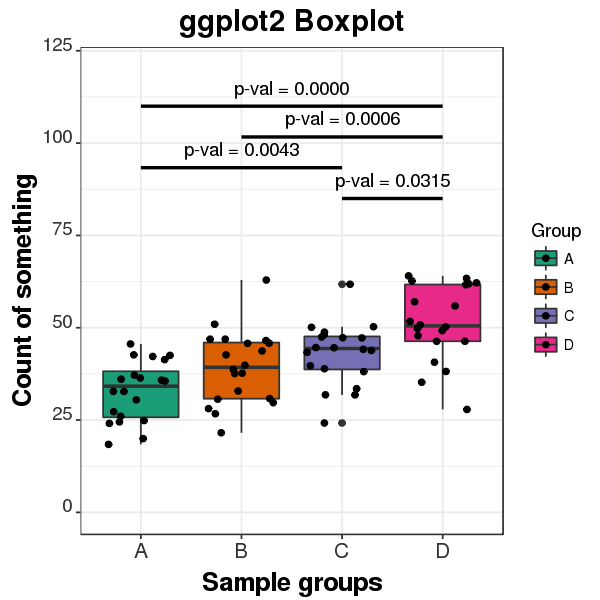 ggplot2 Boxplot
125
100
75
50
25
0
Count of something
p-val = 0.0000
p-val = 0.0006
p-val = 0.0043
p-val = 0.0315
A B C D
Sample groups
Group
A
B
C
D